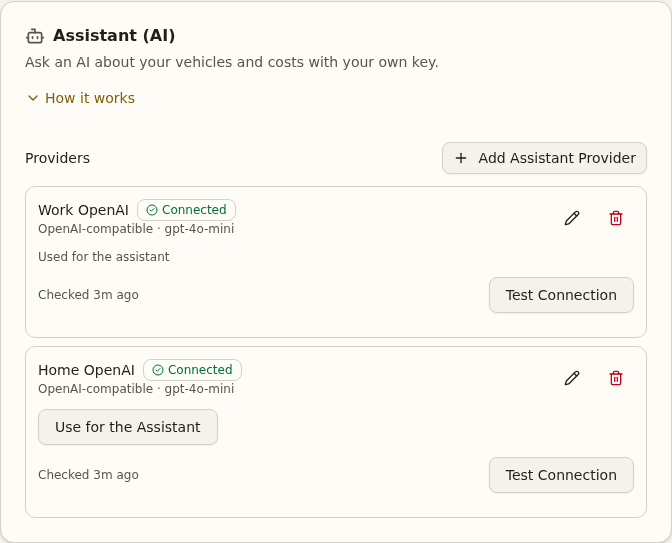 Assistant (AI)
Ask an AI about your vehicles and costs with your own key.
How it works
Providers
Add Assistant Provider
Work OpenAI Connected
OpenAI-compatible · gpt-4o-mini
Used for the assistant
Checked 3m ago
Test Connection
Home OpenAI Connected
OpenAI-compatible · gpt-4o-mini
Use for the Assistant
Checked 3m ago
Test Connection